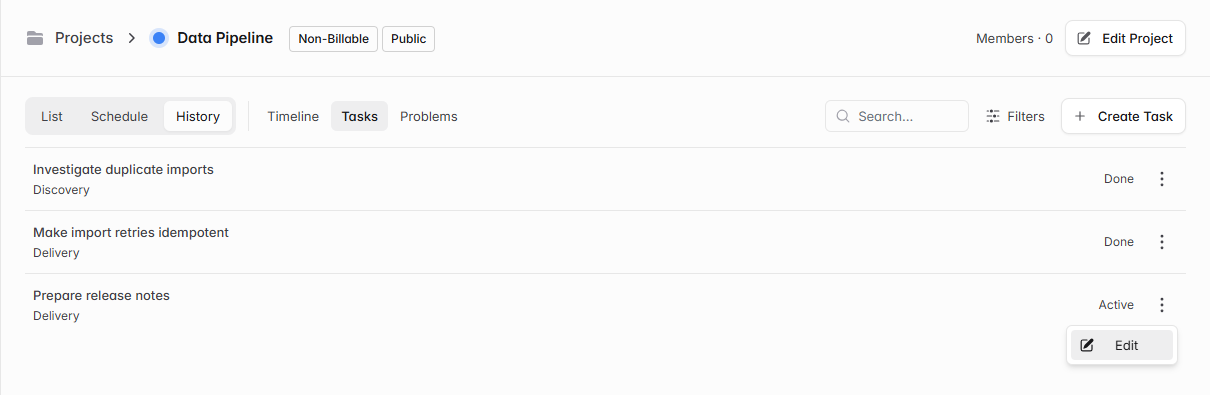 Projects > Data Pipeline Non-Billable Public Members · 0 Edit Project
List Schedule History Timeline Tasks Problems Search... Filters + Create Task
Investigate duplicate imports
Discovery
Done
Make import retries idempotent
Delivery
Done
Prepare release notes
Delivery
Active
Edit